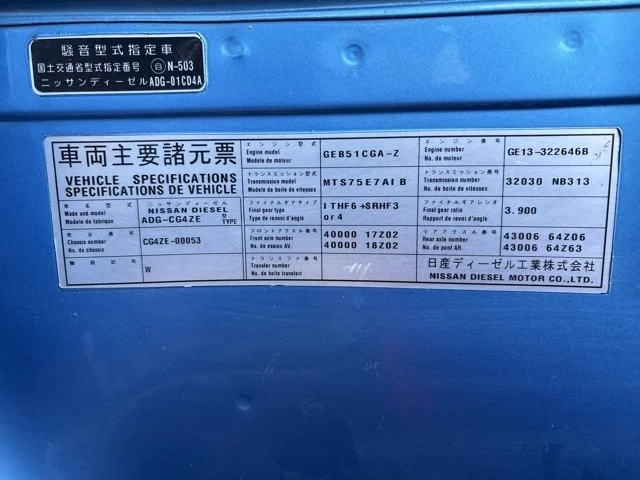 騒音型式指定車
国土交通省型式指定番号 自 N-503
ニッサンディーゼル ADG-01CD4A
車両主要諸元票
VEHICLE SPECIFICATIONS
SPECIFICATIONS DE VEHICLE
車名型式
Made and model
Modele de fabrique
ニッサンディーゼル
NISSAN DIESEL
ADG-CG4ZE 型
TYPE
車台番号
Chassis number
No. de chassis
CG4ZE-00053
W
エンジン型式
Engine model
Modele de moteur
GEB51CGA-Z
エンジン番号
Engine number
No. de moteur
GE13-322646B
トランスミッション型式
Transmission model
Modele de boite de vitesses
MTS75E7AI B
トランスミッション番号
Transmission number
No. de boite de vitesses
32030 NB313
ファイナルギアタイプ
Final gear type
Type de renvoi d'angle
I THF6 +SRHF3
or 4
ファイナルギアレシオ
Final gear ratio
Rapport de renvoi d'angle
3.900
フロントアクスル番号
Front axle number
No. de essieu AV.
40000 17Z02
40000 18Z02
リアアクスル番号
Rear axle number
No. de pont AR.
43006 64Z06
43006 64Z63
トランスファ番号
Transfer number
No. de boite transfert
日産ディーゼル工業株式会社
NISSAN DIESEL MOTOR CO.,LTD.